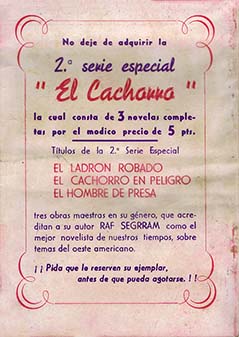 No deje de adquirir la
2.ª serie especial
" El Cachorro "
la cual consta de 3 novelas comple-
tas por el modico precio de 5 pts.
Títulos de la 2.ª Serie Especial
EL LADRON ROBADO
EL CACHORRO EN PELIGRO
EL HOMBRE DE PRESA
tres obras maestras en su género, que acre-
ditan a su autor RAF SEGRRAM como el
mejor novelista de nuestros tiempos, sobre
temas del oeste americano.
¡¡Pida que le reserven su ejemplar,
antes de que pueda agotarse.!!